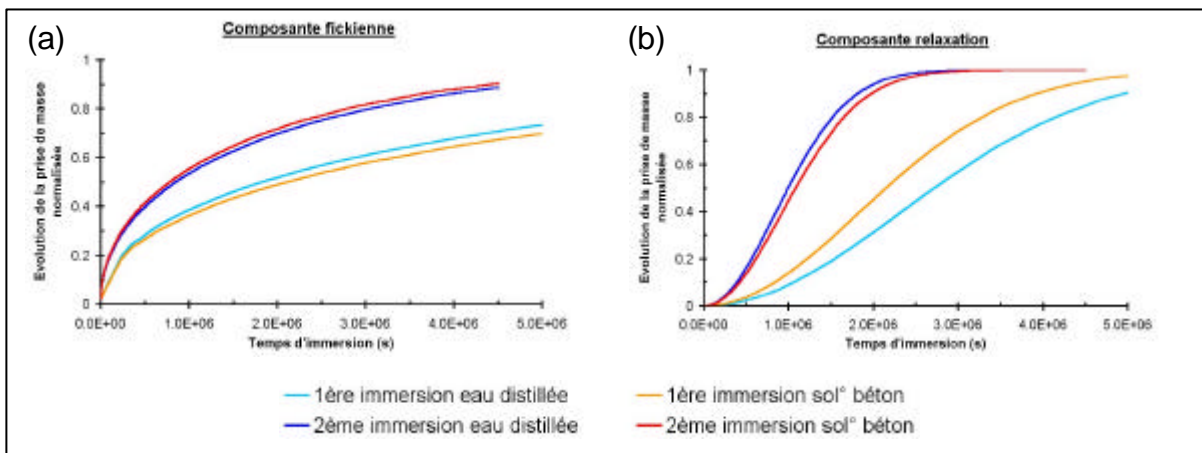 (a)
Composante fickienne
Evolution de la prise de masse
normalisée
1
0.8
0.6
0.4
0.2
0
0.0E+00 1.0E+06 2.0E+06 3.0E+06 4.0E+06 5.0E+06
Temps d'immersion (s)
(b)
Composante relaxation
Evolution de la prise de masse
normalisée
1
0.8
0.6
0.4
0.2
0
0.0E+00 1.0E+06 2.0E+06 3.0E+06 4.0E+06 5.0E+06
Temps d'immersion (s)
1ère immersion eau distillée
1ère immersion sol° béton
2ème immersion eau distillée
2ème immersion sol° béton